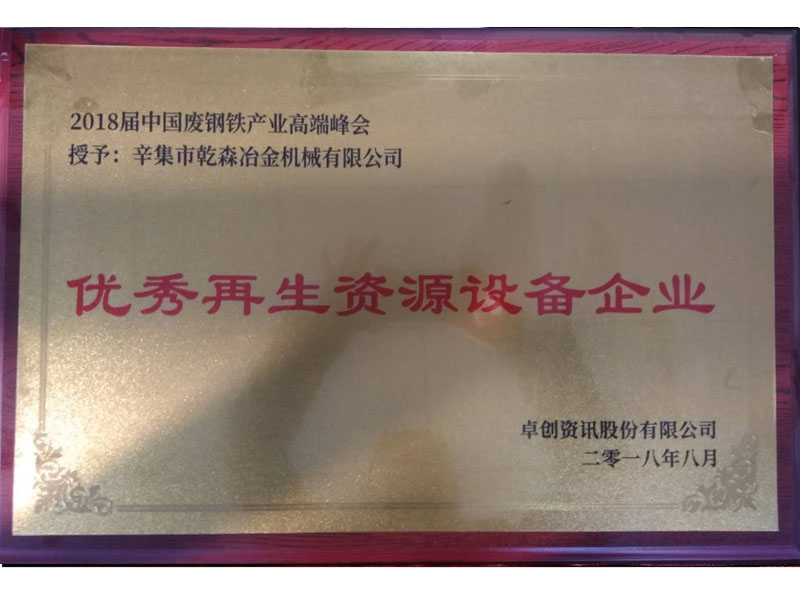 2018届中国废钢铁产业高端峰会
授予：辛集市乾森冶金机械有限公司
优秀再生资源设备企业
卓创资讯股份有限公司
二零一八年八月